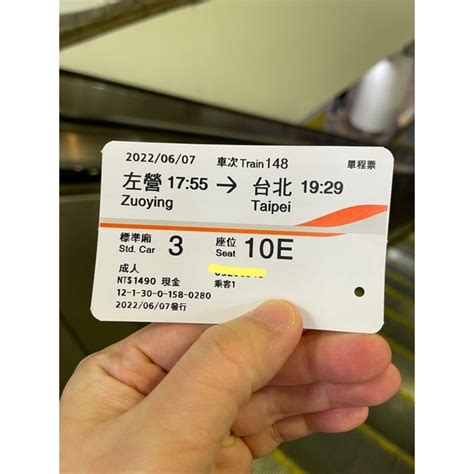 2022/06/07 車次 Train 148 單程票
左營 17:55 → 台北 19:29
Zuoying Taipei
標準廂 3 座位 10E
Std. Car Seat
成人
NT$1490 現金 乘客1
12-1-30-0-158-0280
2022/06/07發行